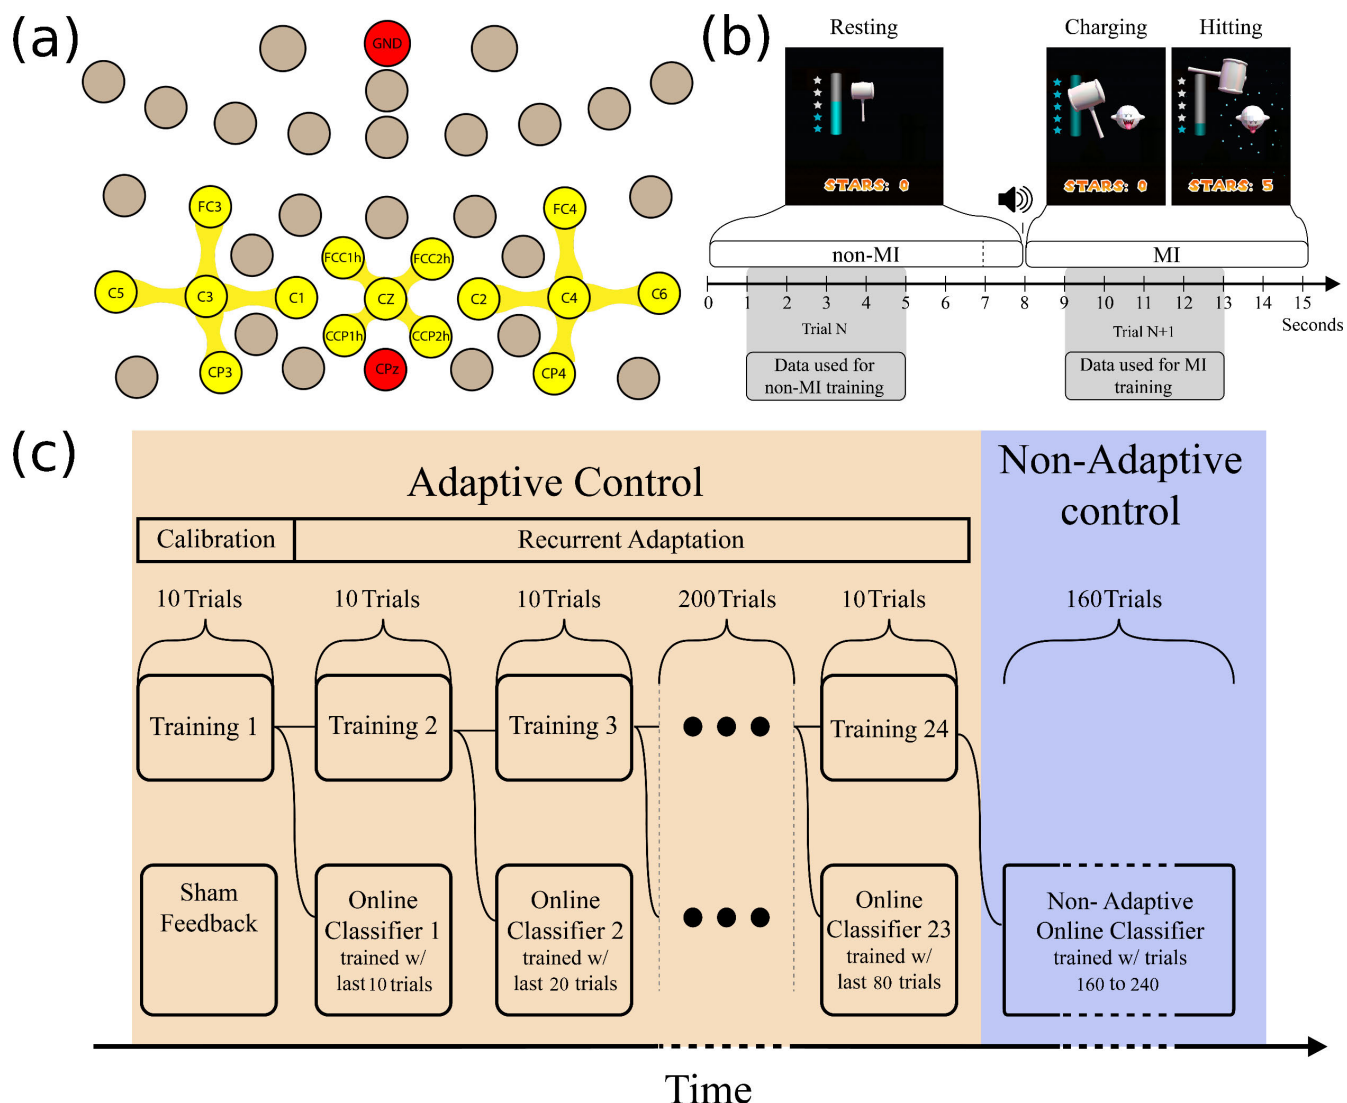 (a)
GND
FC3
FC4
FCC1h
FCC2h
C5
C3
C1
CZ
C2
C4
C6
CCP1h
CCP2h
CP3
CPz
CP4
(b)
Resting
Charging
Hitting
STARS: 0
STARS: 0
STARS: 5
non-MI
MI
0 1 2 3 4 5 6 7 8 9 10 11 12 13 14 15
Seconds
Trial N
Trial N+1
Data used for
non-MI training
Data used for MI
training
(c)
Adaptive Control
Non-Adaptive
control
Calibration
Recurrent Adaptation
10 Trials
10 Trials
10 Trials
200 Trials
10 Trials
160 Trials
Training 1
Training 2
Training 3
Training 24
Sham
Feedback
Online
Classifier 1
trained w/
last 10 trials
Online
Classifier 2
trained w/
last 20 trials
Online
Classifier 23
trained w/
last 80 trials
Non- Adaptive
Online Classifier
trained w/ trials
160 to 240
Time